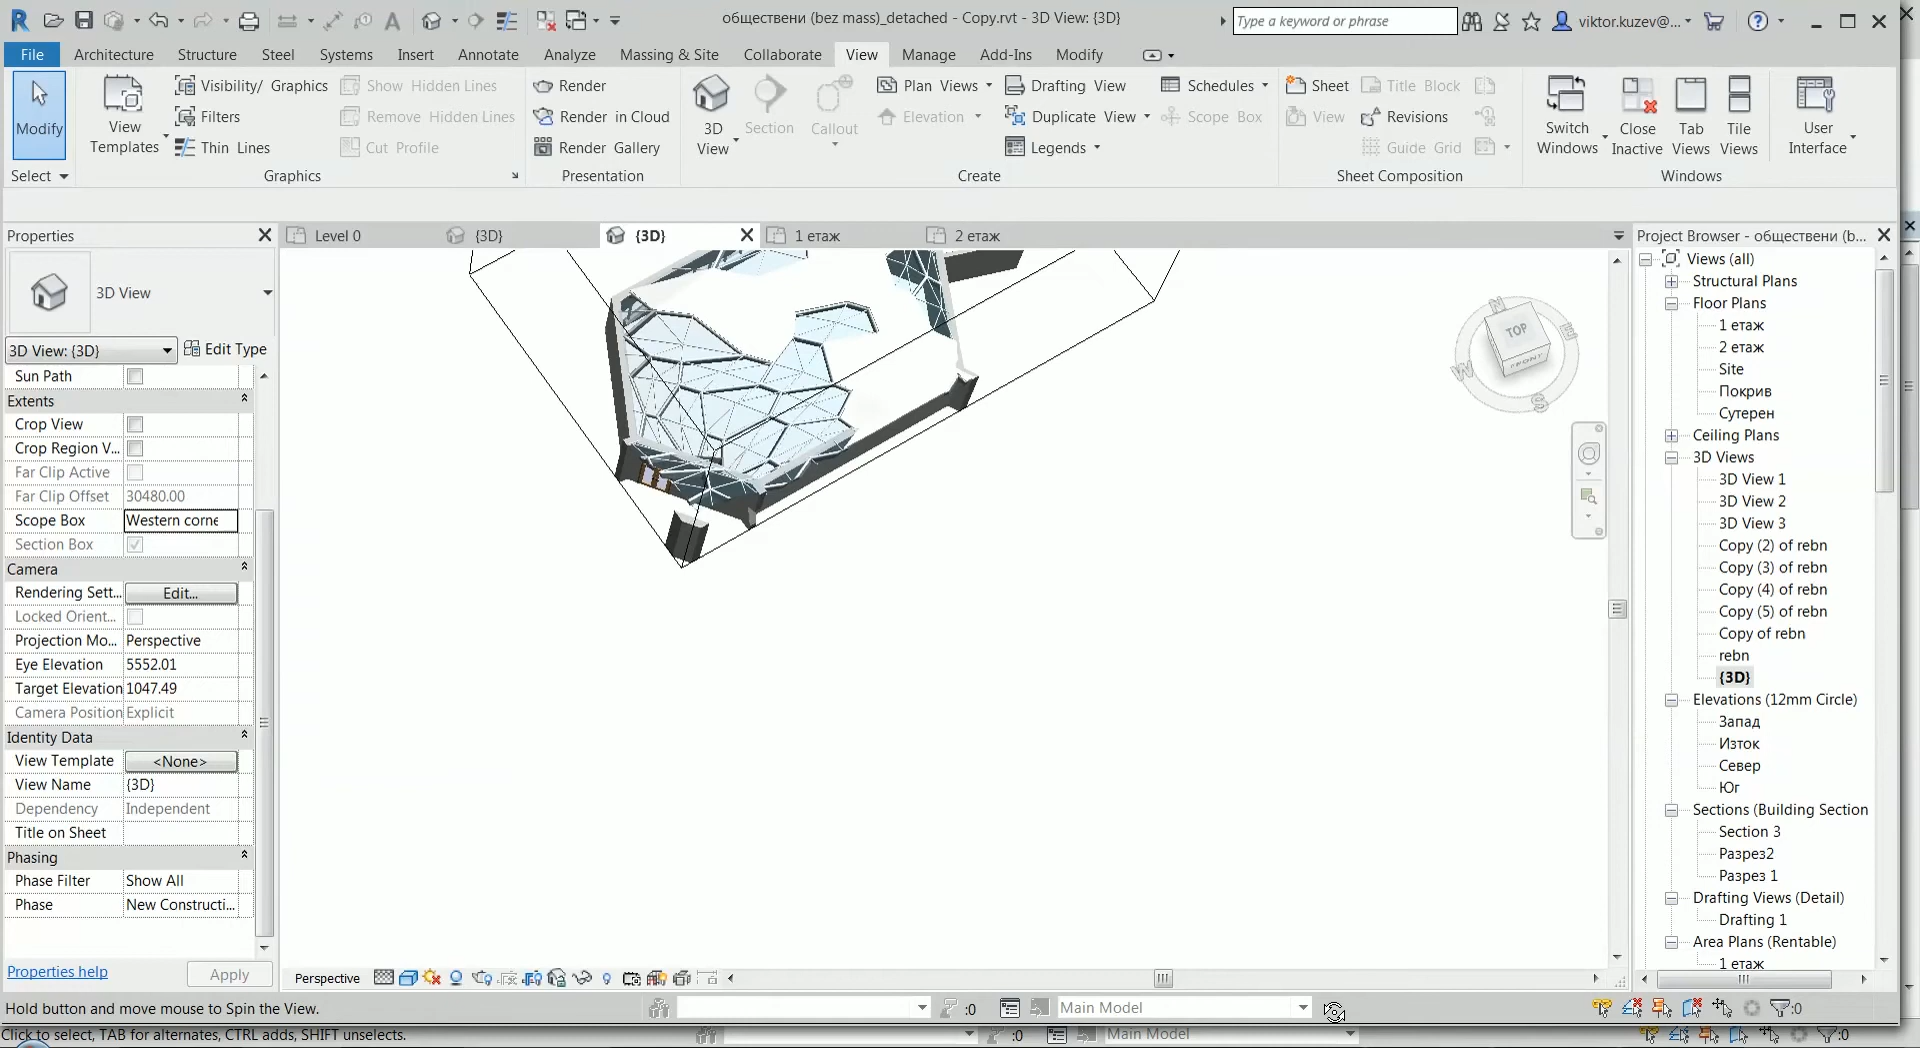 обществени (bez mass)_detached - Copy.rvt - 3D View: {3D}
Type a keyword or phrase
viktor.kuzev@...
File Architecture Structure Steel Systems Insert Annotate Analyze Massing & Site Collaborate View Manage Add-Ins Modify
Modify
View Templates
Visibility/ Graphics
Filters
Thin Lines
Show Hidden Lines
Remove Hidden Lines
Cut Profile
Render
Render in Cloud
Render Gallery
3D View
Section
Callout
Plan Views
Elevation
Drafting View
Duplicate View
Legends
Schedules
Scope Box
Sheet
View
Title Block
Revisions
Guide Grid
Switch Windows
Close Inactive
Tab Views
Tile Views
User Interface
Select Graphics Presentation Create Sheet Composition Windows
Properties
Level 0 {3D} {3D} 1 етаж 2 етаж
Project Browser - обществени (b...
3D View
3D View: {3D} Edit Type
Sun Path
Extents
Crop View
Crop Region V...
Far Clip Active
Far Clip Offset 30480.00
Scope Box Western corne
Section Box
Camera
Rendering Sett... Edit...
Locked Orient...
Projection Mo... Perspective
Eye Elevation 5552.01
Target Elevation 1047.49
Camera Position Explicit
Identity Data
View Template <None>
View Name {3D}
Dependency Independent
Title on Sheet
Phasing
Phase Filter Show All
Phase New Constructi...
Properties help Apply
TOP
FRONT
N
E
S
W
Perspective
Views (all)
Structural Plans
Floor Plans
1 етаж
2 етаж
Site
Покрив
Сутерен
Ceiling Plans
3D Views
3D View 1
3D View 2
3D View 3
Copy (2) of rebn
Copy (3) of rebn
Copy (4) of rebn
Copy (5) of rebn
Copy of rebn
rebn
{3D}
Elevations (12mm Circle)
Запад
Изток
Север
Юг
Sections (Building Section
Section 3
Разрез2
Разрез 1
Drafting Views (Detail)
Drafting 1
Area Plans (Rentable)
1 етаж
Hold button and move mouse to Spin the View. :0 Main Model :0
Click to select, TAB for alternates, CTRL adds, SHIFT unselects. :0 Main Model :0